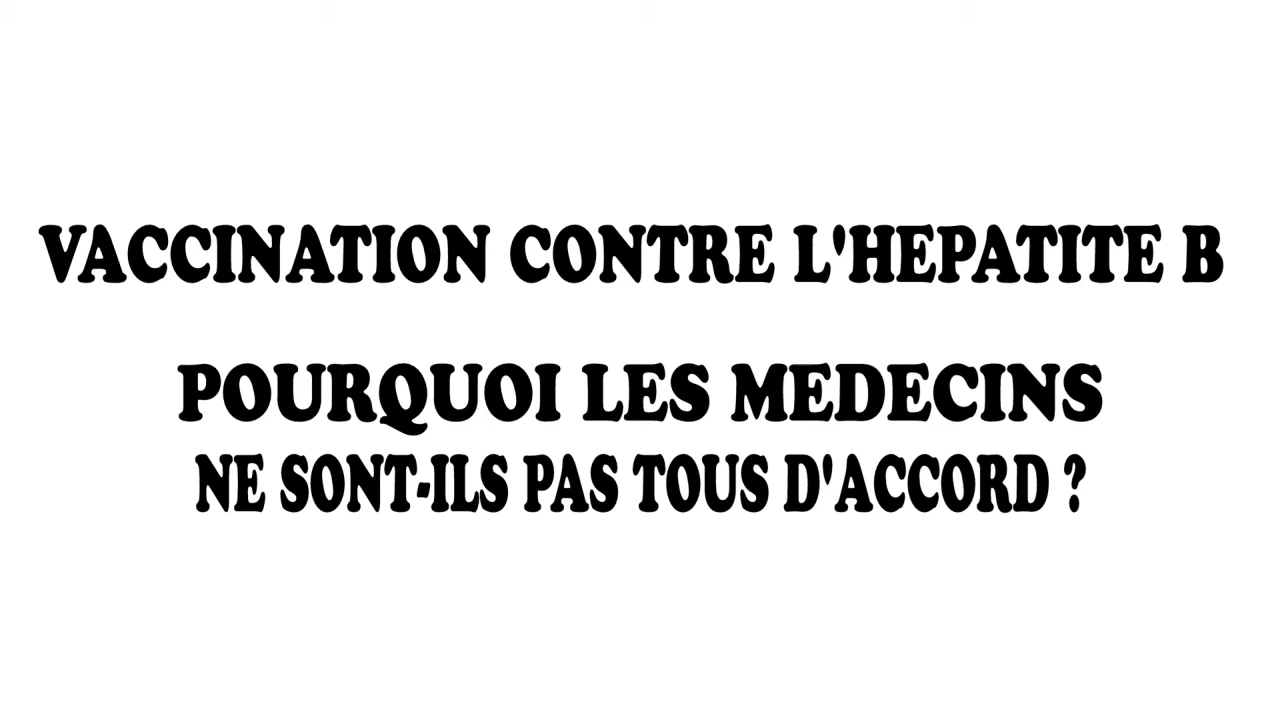 VACCINATION CONTRE L'HEPATITE B
POURQUOI LES MEDECINS
NE SONT-ILS PAS TOUS D'ACCORD ?